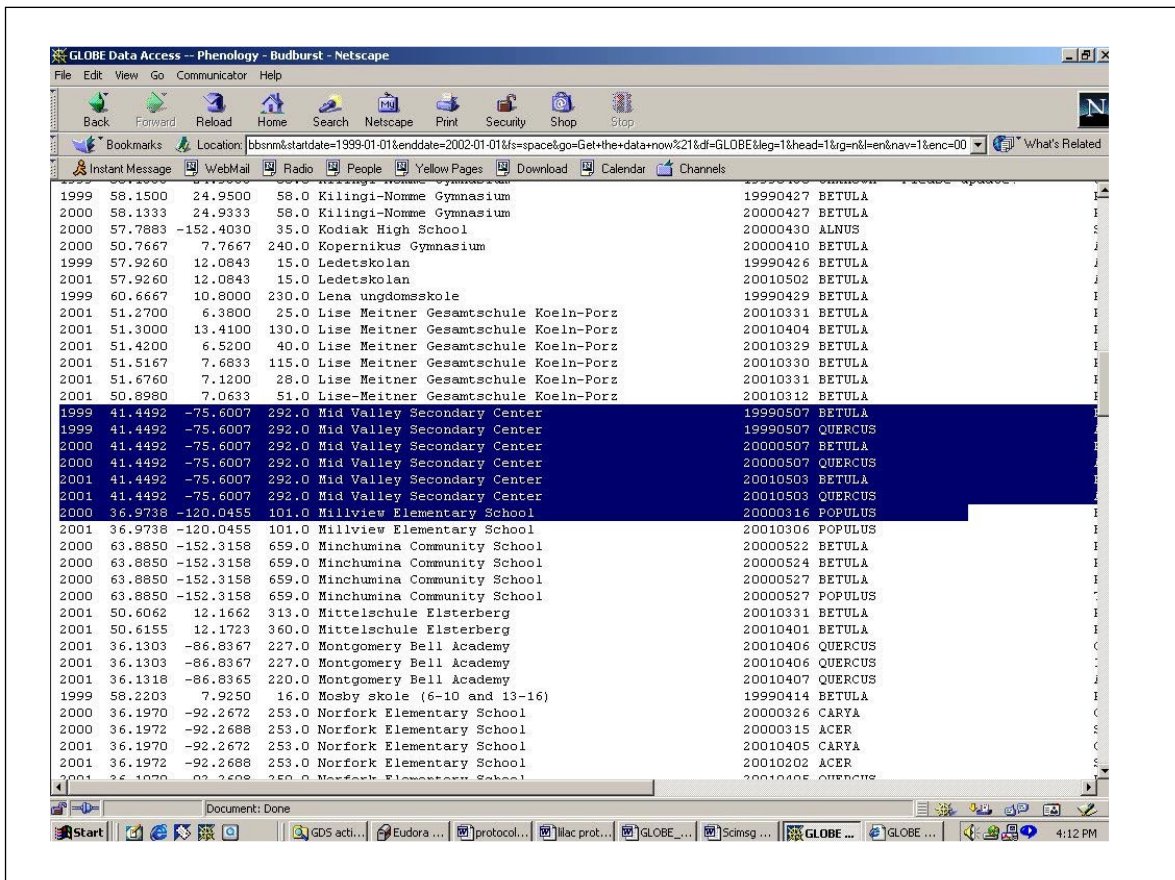 GLOBE Data Access -- Phenology - Budburst - Netscape
File Edit View Go Communicator Help
Back Forward Reload Home Search Netscape Print Security Shop Stop
Bookmarks Location: bbsnm&startdate=1999-01-01&enddate=2002-01-01&fs=space&go=Get+the+data+now%21&df=GLOBE&leg=1&head=1&rg=n&l=en&nav=1&enc=00 What's Related
Instant Message WebMail Radio People Yellow Pages Download Calendar Channels
1999 58.1500 24.9500 58.0 Kilingi-Nomme Gymnasium 19990427 BETULA
2000 58.1333 24.9333 58.0 Kilingi-Nomme Gymnasium 20000427 BETULA
2000 57.7883 -152.4030 35.0 Kodiak High School 20000430 ALNUS
2000 50.7667 7.7667 240.0 Kopernikus Gymnasium 20000410 BETULA
1999 57.9260 12.0843 15.0 Ledetskolan 19990426 BETULA
2001 57.9260 12.0843 15.0 Ledetskolan 20010502 BETULA
1999 60.6667 10.8000 230.0 Lena ungdomsskole 19990429 BETULA
2001 51.2700 6.3800 25.0 Lise Meitner Gesamtschule Koeln-Porz 20010331 BETULA
2001 51.3000 13.4100 130.0 Lise Meitner Gesamtschule Koeln-Porz 20010404 BETULA
2001 51.4200 6.5200 40.0 Lise Meitner Gesamtschule Koeln-Porz 20010329 BETULA
2001 51.5167 7.6833 115.0 Lise Meitner Gesamtschule Koeln-Porz 20010330 BETULA
2001 51.6760 7.1200 28.0 Lise Meitner Gesamtschule Koeln-Porz 20010331 BETULA
2001 50.8980 7.0633 51.0 Lise-Meitner Gesamtschule Koeln-Porz 20010312 BETULA
1999 41.4492 -75.6007 292.0 Mid Valley Secondary Center 19990507 BETULA
1999 41.4492 -75.6007 292.0 Mid Valley Secondary Center 19990507 QUERCUS
2000 41.4492 -75.6007 292.0 Mid Valley Secondary Center 20000507 BETULA
2000 41.4492 -75.6007 292.0 Mid Valley Secondary Center 20000507 QUERCUS
2001 41.4492 -75.6007 292.0 Mid Valley Secondary Center 20010503 BETULA
2001 41.4492 -75.6007 292.0 Mid Valley Secondary Center 20010503 QUERCUS
2000 36.9738 -120.0455 101.0 Millview Elementary School 20000316 POPULUS
2001 36.9738 -120.0455 101.0 Millview Elementary School 20010306 POPULUS
2000 63.8850 -152.3158 659.0 Minchumina Community School 20000522 BETULA
2000 63.8850 -152.3158 659.0 Minchumina Community School 20000524 BETULA
2000 63.8850 -152.3158 659.0 Minchumina Community School 20000527 BETULA
2000 63.8850 -152.3158 659.0 Minchumina Community School 20000527 POPULUS
2001 50.6062 12.1662 313.0 Mittelschule Elsterberg 20010331 BETULA
2001 50.6155 12.1723 360.0 Mittelschule Elsterberg 20010401 BETULA
2001 36.1303 -86.8367 227.0 Montgomery Bell Academy 20010406 QUERCUS
2001 36.1303 -86.8367 227.0 Montgomery Bell Academy 20010406 QUERCUS
2001 36.1318 -86.8365 220.0 Montgomery Bell Academy 20010407 QUERCUS
1999 58.2203 7.9250 16.0 Mosby skole (6-10 and 13-16) 19990414 BETULA
2000 36.1970 -92.2672 253.0 Norfork Elementary School 20000326 CARYA
2000 36.1972 -92.2688 253.0 Norfork Elementary School 20000315 ACER
2001 36.1970 -92.2672 253.0 Norfork Elementary School 20010405 CARYA
2001 36.1972 -92.2688 253.0 Norfork Elementary School 20010202 ACER
Document: Done
Start GDS acti... Eudora ... protocol... lilac prot... GLOBE_... Scimsg ... GLOBE ... GLOBE ... 4:12 PM